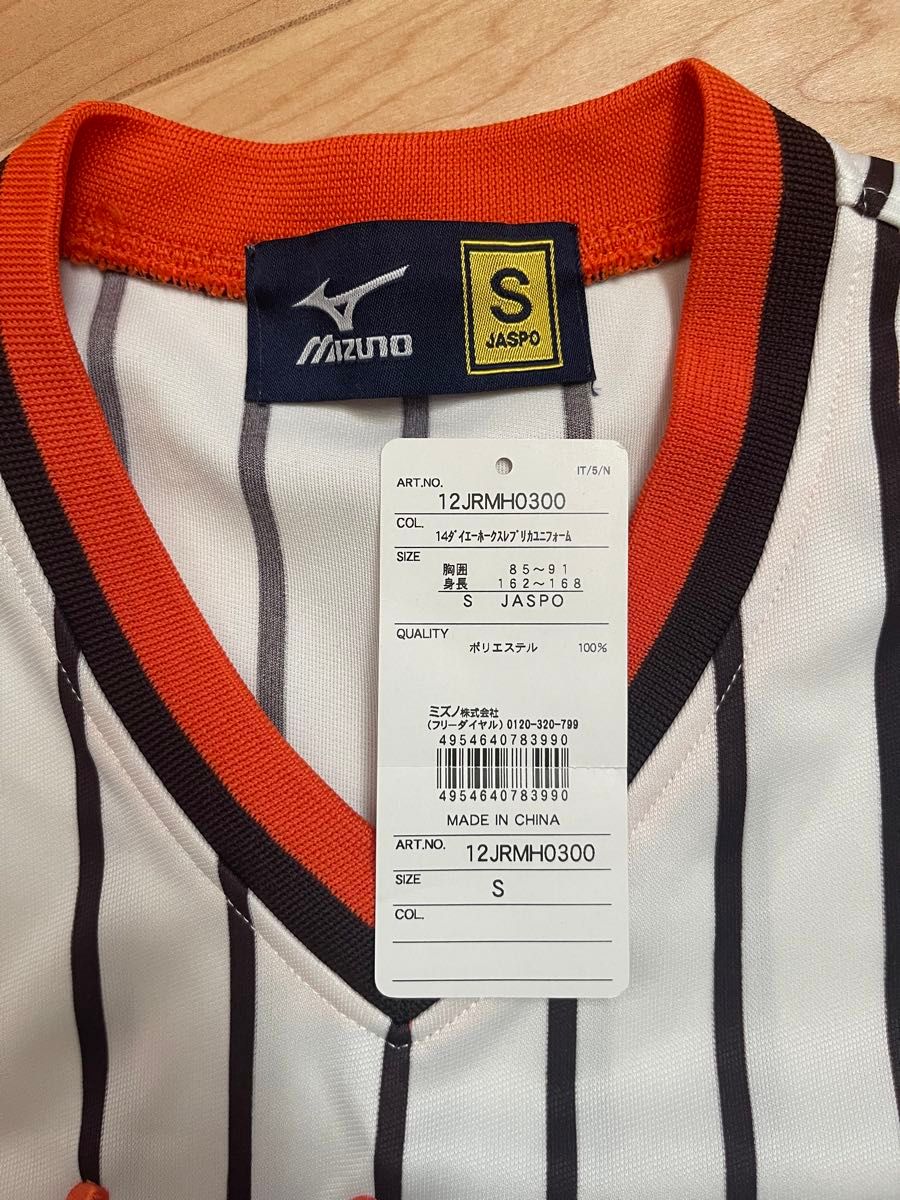 MIZUNO
S
JASPO
IT/5/N
ART.NO.
12JRMH0300
COL.
14ダイエーホークスレプリカユニフォーム
SIZE
胸囲 85~91
身長 162~168
S JASPO
QUALITY
ポリエステル 100%
ミズノ株式会社
(フリーダイヤル) 0120-320-799
4954640783990
4954640783990
MADE IN CHINA
ART.NO. 12JRMH0300
SIZE
S
COL.